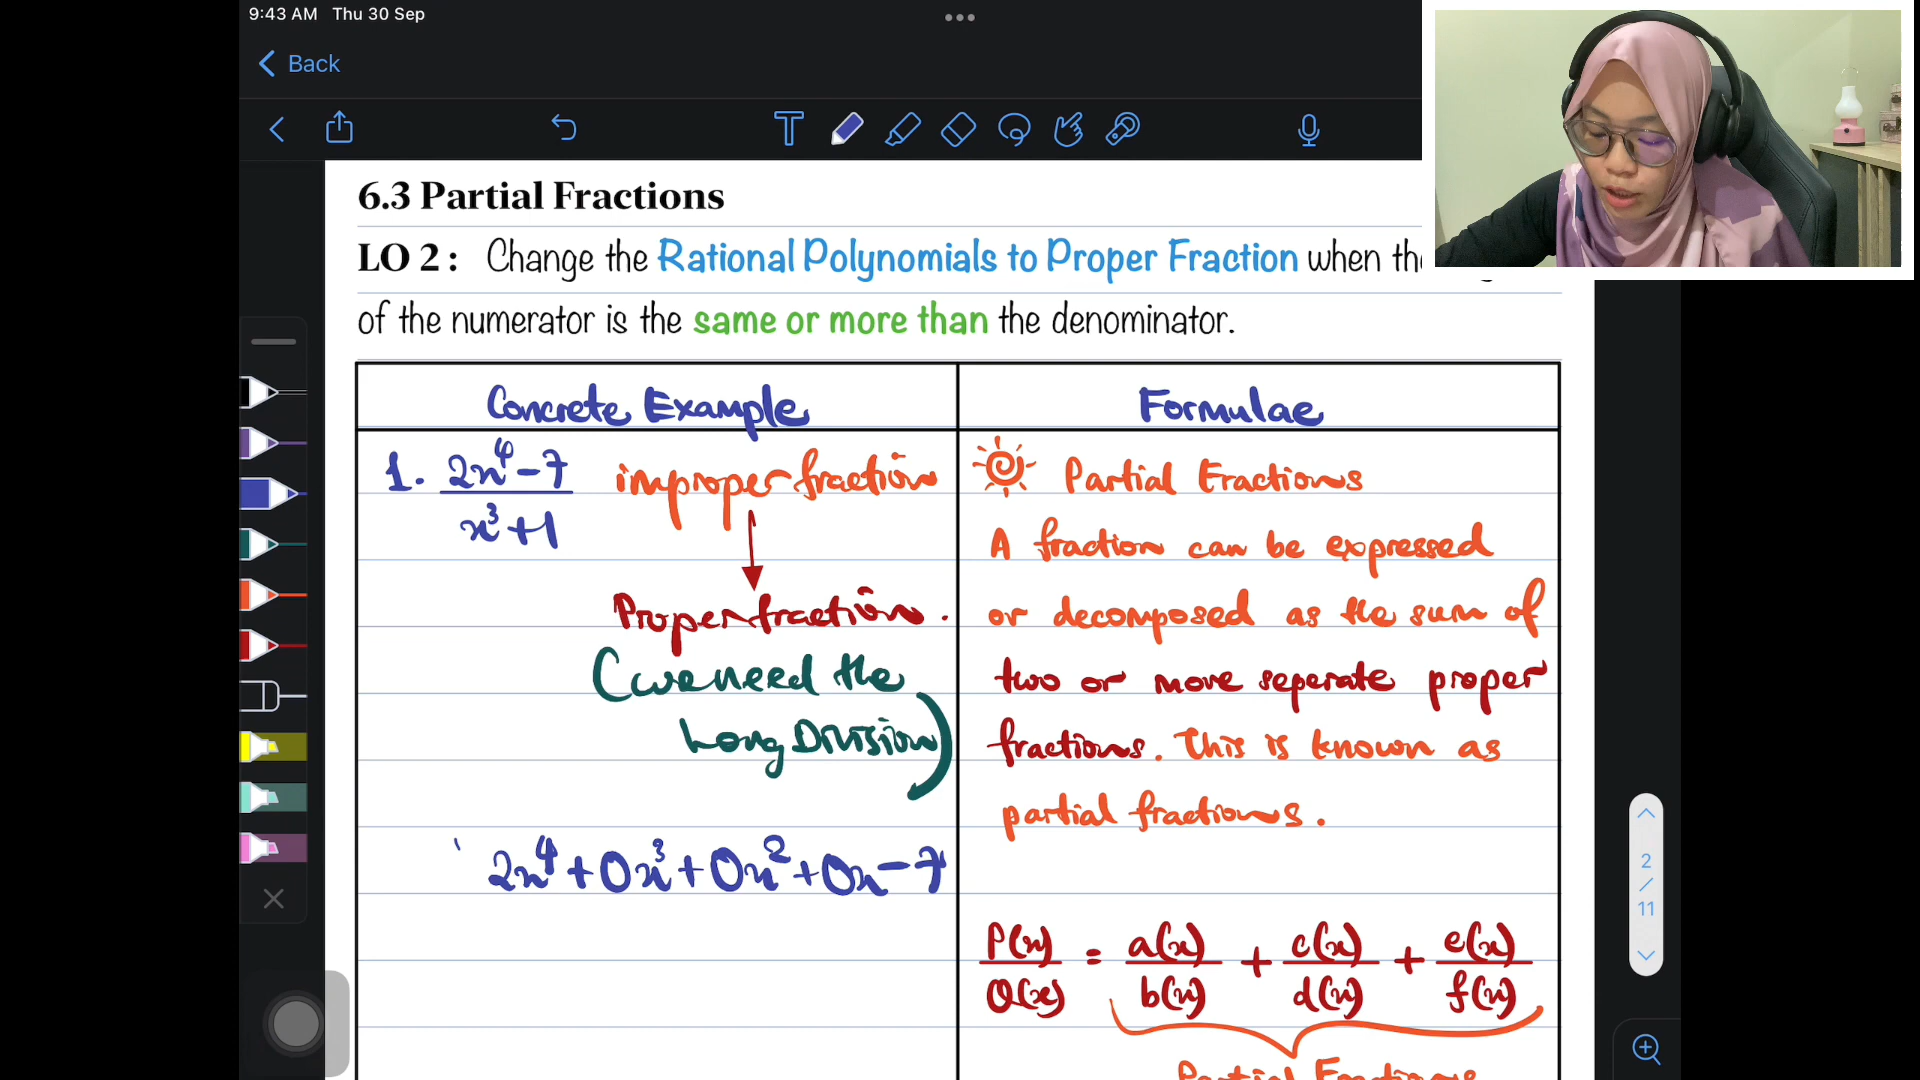 9:43 AM Thu 30 Sep
Back
6.3 Partial Fractions
LO 2 : Change the Rational Polynomials to Proper Fraction when the
of the numerator is the same or more than the denominator.
Concrete Example
1. 2x⁴ - 7
x³ + 1
improper fraction
Proper fraction.
(we need the
Long Division)
2x⁴ + 0x³ + 0x² + 0x - 7
Formulae
Partial Fractions
A fraction can be expressed
or decomposed as the sum of
two or more seperate proper
fractions. This is known as
partial fractions.
P(x)/Q(x) = a(x)/b(x) + c(x)/d(x) + e(x)/f(x)
Partial Fractions
2
/
11